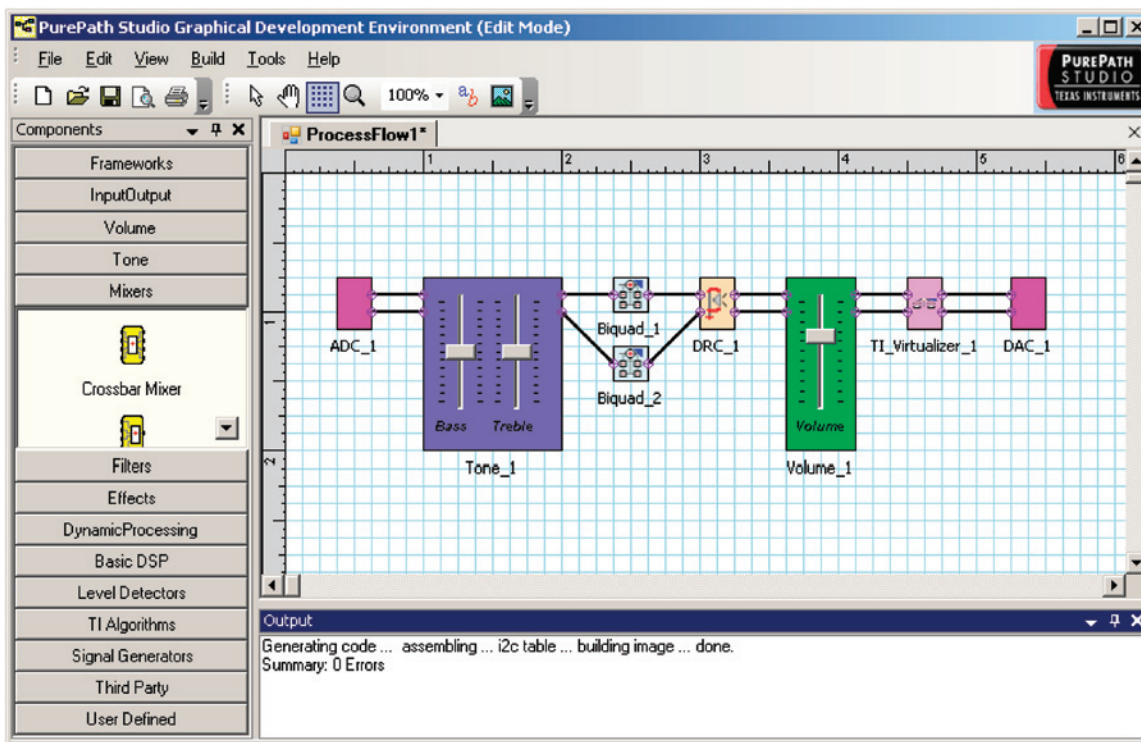 PurePath Studio Graphical Development Environment (Edit Mode)
File Edit View Build Tools Help
PUREPATH
STUDIO
TEXAS INSTRUMENTS
100%
ab
Components
ProcessFlow1*
Frameworks
InputOutput
Volume
Tone
Mixers
Crossbar Mixer
Filters
Effects
DynamicProcessing
Basic DSP
Level Detectors
TI Algorithms
Signal Generators
Third Party
User Defined
1 2 3 4 5 6
1
2
ADC_1
Bass Treble
Tone_1
Biquad_1
Biquad_2
DRC_1
Volume
Volume_1
TI_Virtualizer_1
DAC_1
Output
Generating code ... assembling ... i2c table ... building image ... done.
Summary: 0 Errors